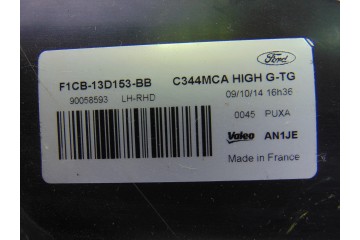 Ford
F1CB-13D153-BB C344MCA HIGH G-TG
90058593 LH-RHD 09/10/14 16h36
0045 PUXA
Valeo AN1JE
Made in France